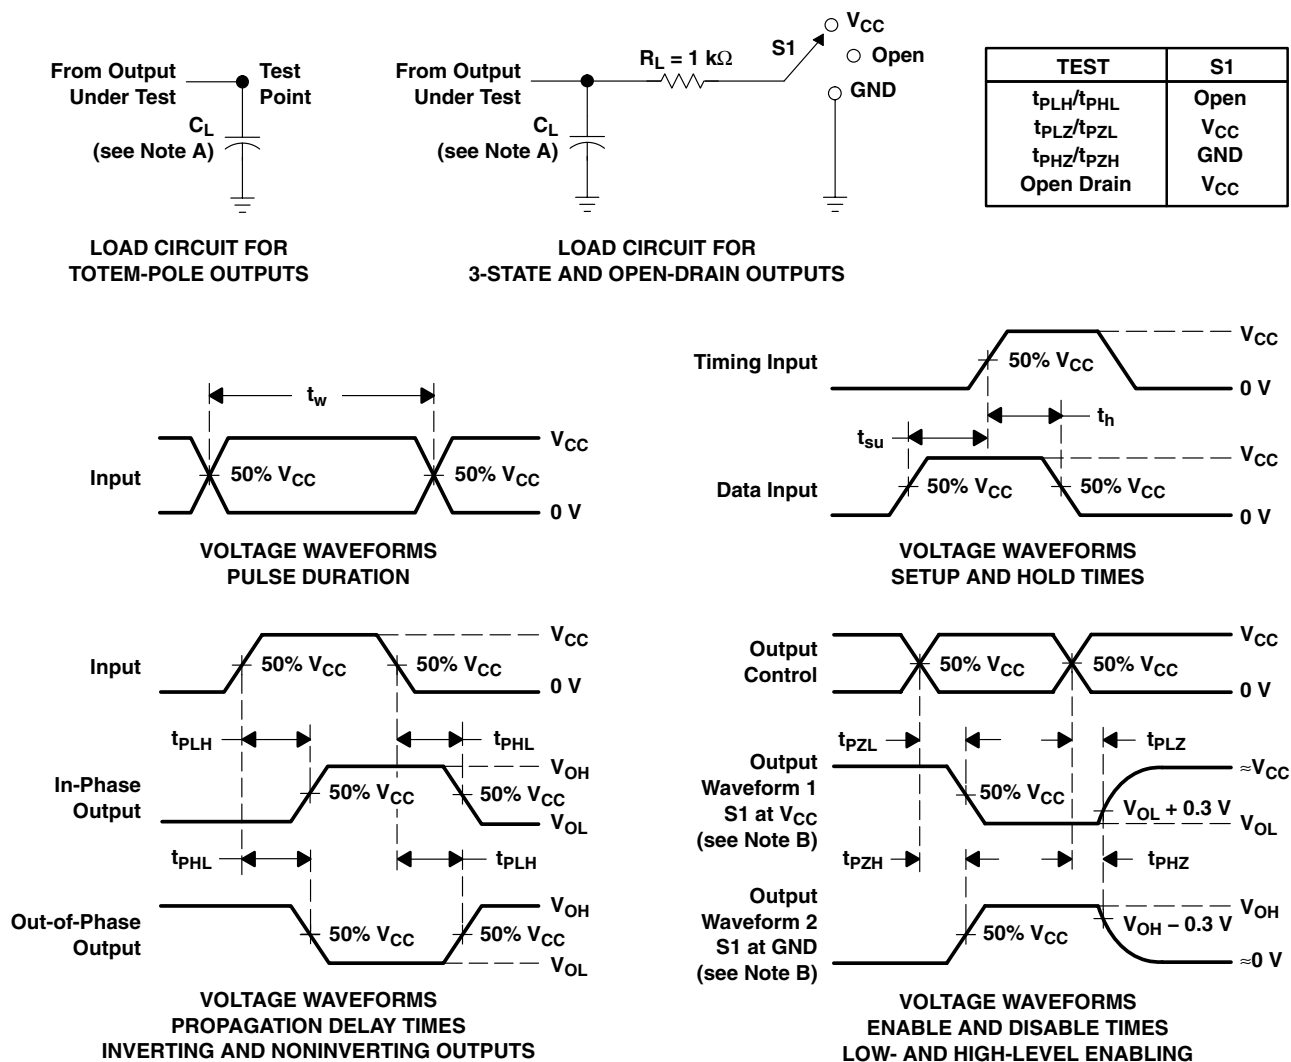 From Output
Under Test
Test
Point
CL
(see Note A)
LOAD CIRCUIT FOR
TOTEM-POLE OUTPUTS
From Output
Under Test
RL = 1 kΩ
S1
VCC
Open
GND
CL
(see Note A)
LOAD CIRCUIT FOR
3-STATE AND OPEN-DRAIN OUTPUTS
TEST S1
tPLH/tPHL Open
tPLZ/tPZL VCC
tPHZ/tPZH GND
Open Drain VCC
tw
Input
50% VCC
50% VCC
VCC
0 V
VOLTAGE WAVEFORMS
PULSE DURATION
Timing Input
50% VCC
VCC
0 V
tsu
th
Data Input
50% VCC
50% VCC
VCC
0 V
VOLTAGE WAVEFORMS
SETUP AND HOLD TIMES
Input
50% VCC
50% VCC
VCC
0 V
tPLH
tPHL
In-Phase
Output
50% VCC
50% VCC
VOH
VOL
tPHL
tPLH
Out-of-Phase
Output
50% VCC
50% VCC
VOH
VOL
VOLTAGE WAVEFORMS
PROPAGATION DELAY TIMES
INVERTING AND NONINVERTING OUTPUTS
Output
Control
50% VCC
50% VCC
VCC
0 V
tPZL
tPLZ
Output
Waveform 1
S1 at VCC
(see Note B)
50% VCC
VOL + 0.3 V
≈VCC
VOL
tPZH
tPHZ
Output
Waveform 2
S1 at GND
(see Note B)
50% VCC
VOH − 0.3 V
VOH
≈0 V
VOLTAGE WAVEFORMS
ENABLE AND DISABLE TIMES
LOW- AND HIGH-LEVEL ENABLING